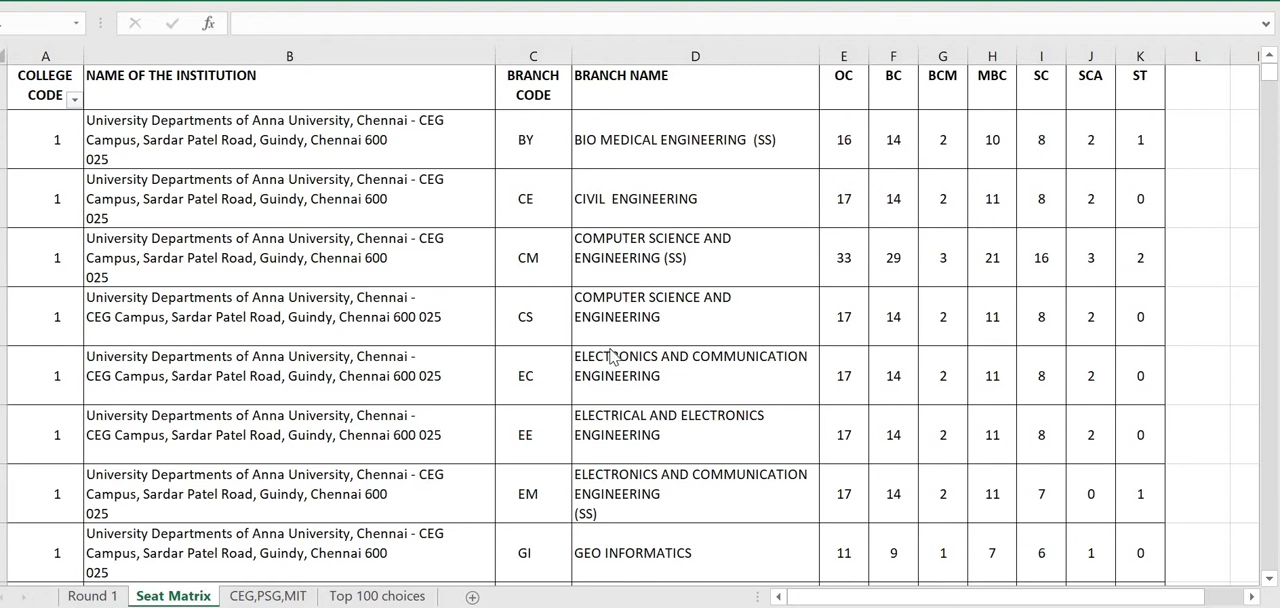 fx
A B C D E F G H I J K L
COLLEGE CODE NAME OF THE INSTITUTION BRANCH CODE BRANCH NAME OC BC BCM MBC SC SCA ST
1 University Departments of Anna University, Chennai - CEG
Campus, Sardar Patel Road, Guindy, Chennai 600
025
BY BIO MEDICAL ENGINEERING (SS) 16 14 2 10 8 2 1
1 University Departments of Anna University, Chennai - CEG
Campus, Sardar Patel Road, Guindy, Chennai 600
025
CE CIVIL ENGINEERING 17 14 2 11 8 2 0
1 University Departments of Anna University, Chennai - CEG
Campus, Sardar Patel Road, Guindy, Chennai 600
025
CM COMPUTER SCIENCE AND
ENGINEERING (SS) 33 29 3 21 16 3 2
1 University Departments of Anna University, Chennai -
CEG Campus, Sardar Patel Road, Guindy, Chennai 600 025
CS COMPUTER SCIENCE AND
ENGINEERING 17 14 2 11 8 2 0
1 University Departments of Anna University, Chennai -
CEG Campus, Sardar Patel Road, Guindy, Chennai 600 025
EC ELECTRONICS AND COMMUNICATION
ENGINEERING 17 14 2 11 8 2 0
1 University Departments of Anna University, Chennai -
CEG Campus, Sardar Patel Road, Guindy, Chennai 600 025
EE ELECTRICAL AND ELECTRONICS
ENGINEERING 17 14 2 11 8 2 0
1 University Departments of Anna University, Chennai - CEG
Campus, Sardar Patel Road, Guindy, Chennai 600
025
EM ELECTRONICS AND COMMUNICATION
ENGINEERING
(SS) 17 14 2 11 7 0 1
1 University Departments of Anna University, Chennai - CEG
Campus, Sardar Patel Road, Guindy, Chennai 600
025
GI GEO INFORMATICS 11 9 1 7 6 1 0
Round 1 Seat Matrix CEG,PSG,MIT Top 100 choices